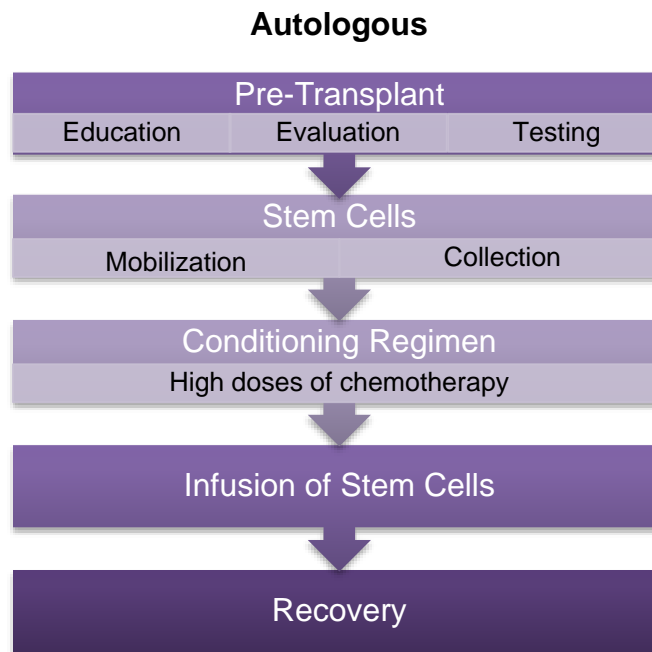 Autologous
Pre-Transplant
Education Evaluation Testing
Stem Cells
Mobilization Collection
Conditioning Regimen
High doses of chemotherapy
Infusion of Stem Cells
Recovery